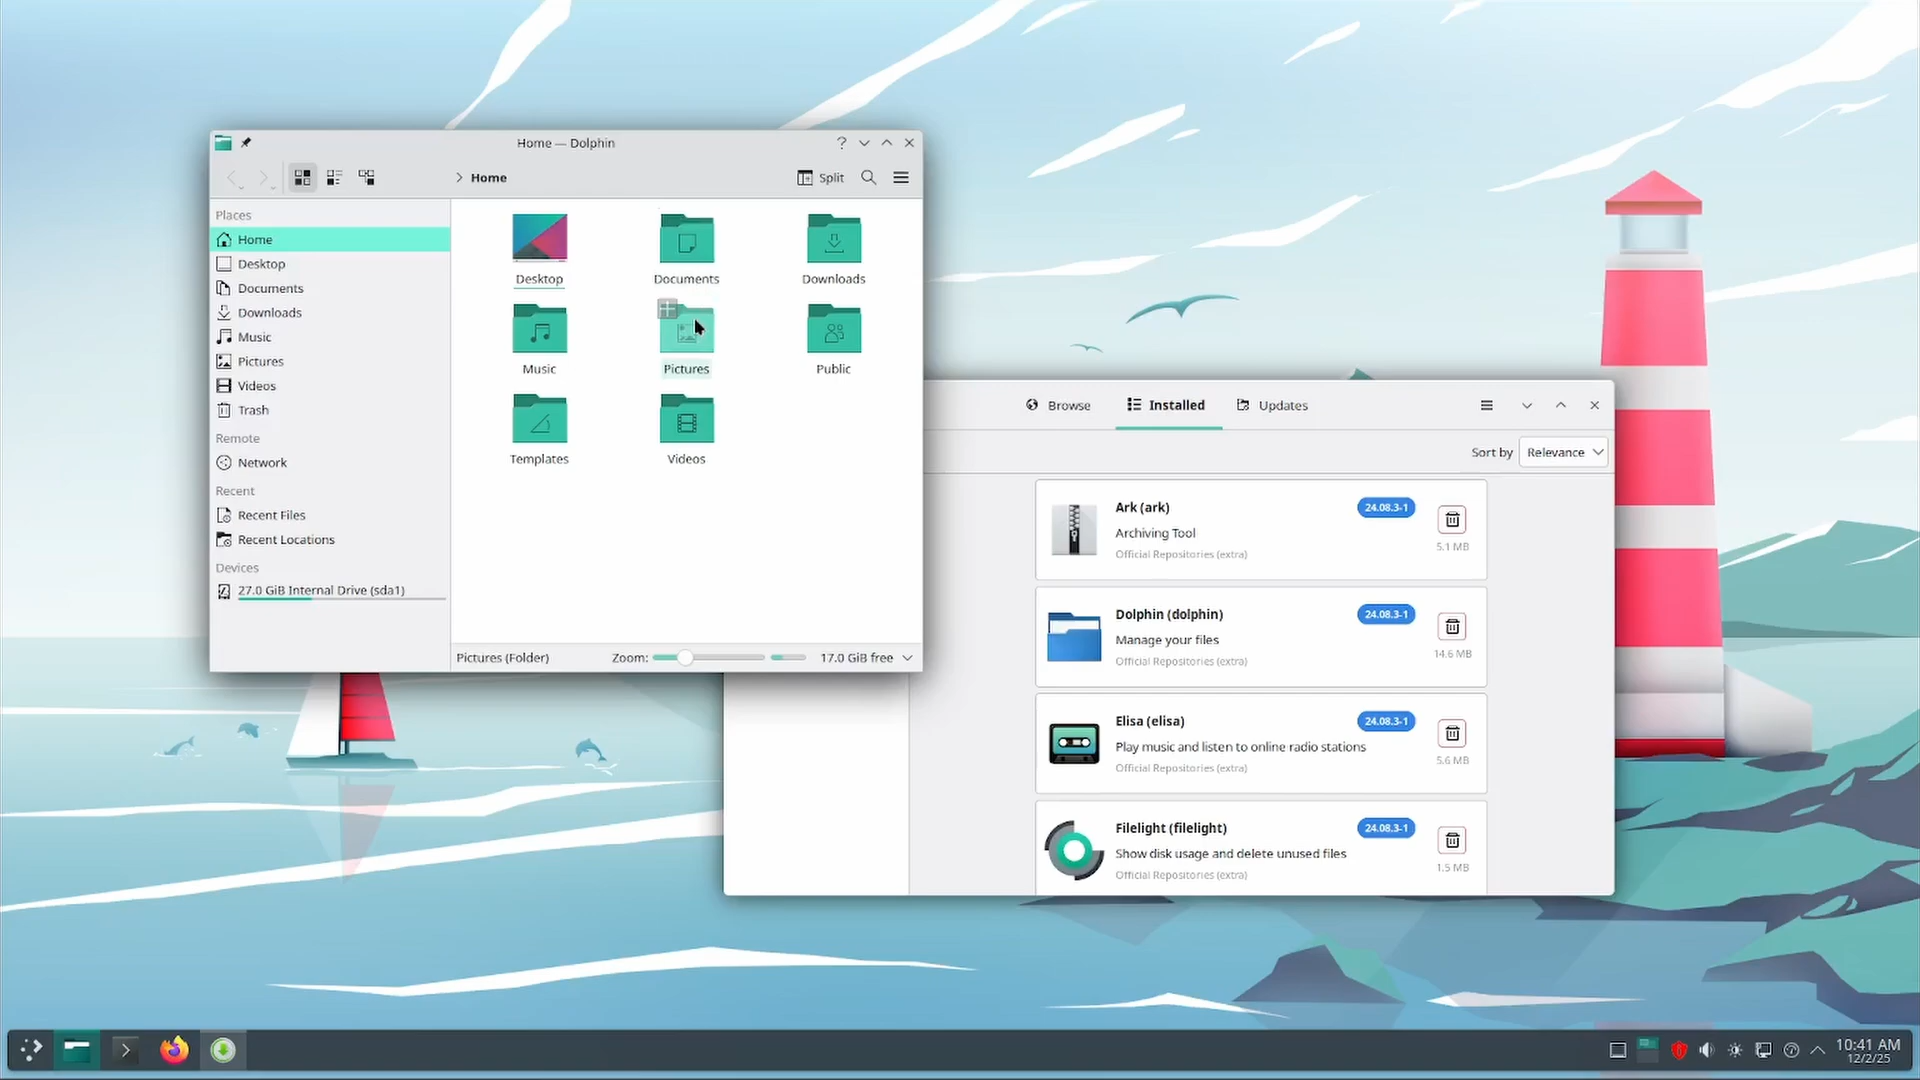 Home — Dolphin
Home
Split
Places
Home
Desktop
Documents
Downloads
Music
Pictures
Videos
Trash
Remote
Network
Recent
Recent Files
Recent Locations
Devices
27.0 GiB Internal Drive (sda1)
Desktop
Documents
Downloads
Music
Pictures
Public
Templates
Videos
Pictures (Folder)
Zoom:
17.0 GiB free
Browse
Installed
Updates
Sort by
Relevance
Ark (ark)
24.08.3-1
Archiving Tool
Official Repositories (extra)
5.1 MB
Dolphin (dolphin)
24.08.3-1
Manage your files
Official Repositories (extra)
14.6 MB
Elisa (elisa)
24.08.3-1
Play music and listen to online radio stations
Official Repositories (extra)
5.6 MB
Filelight (filelight)
24.08.3-1
Show disk usage and delete unused files
Official Repositories (extra)
1.5 MB
10:41 AM
12/2/25